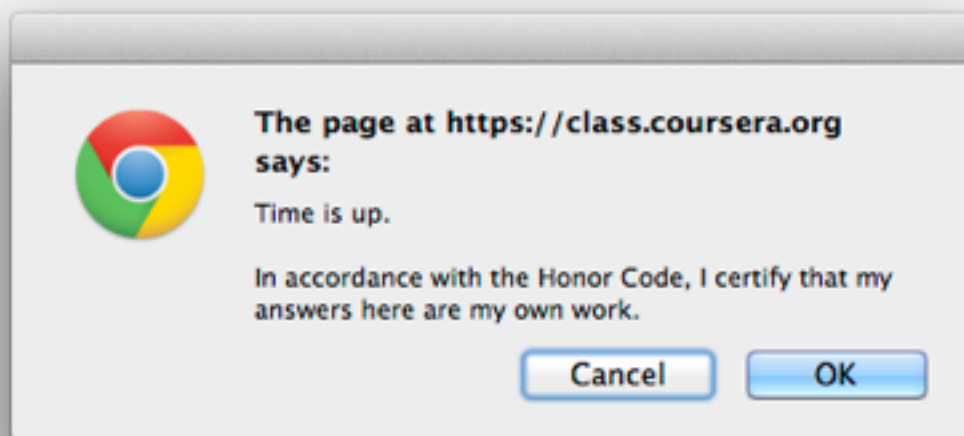 The page at https://class.coursera.org
says:
Time is up.
In accordance with the Honor Code, I certify that my
answers here are my own work.
Cancel OK